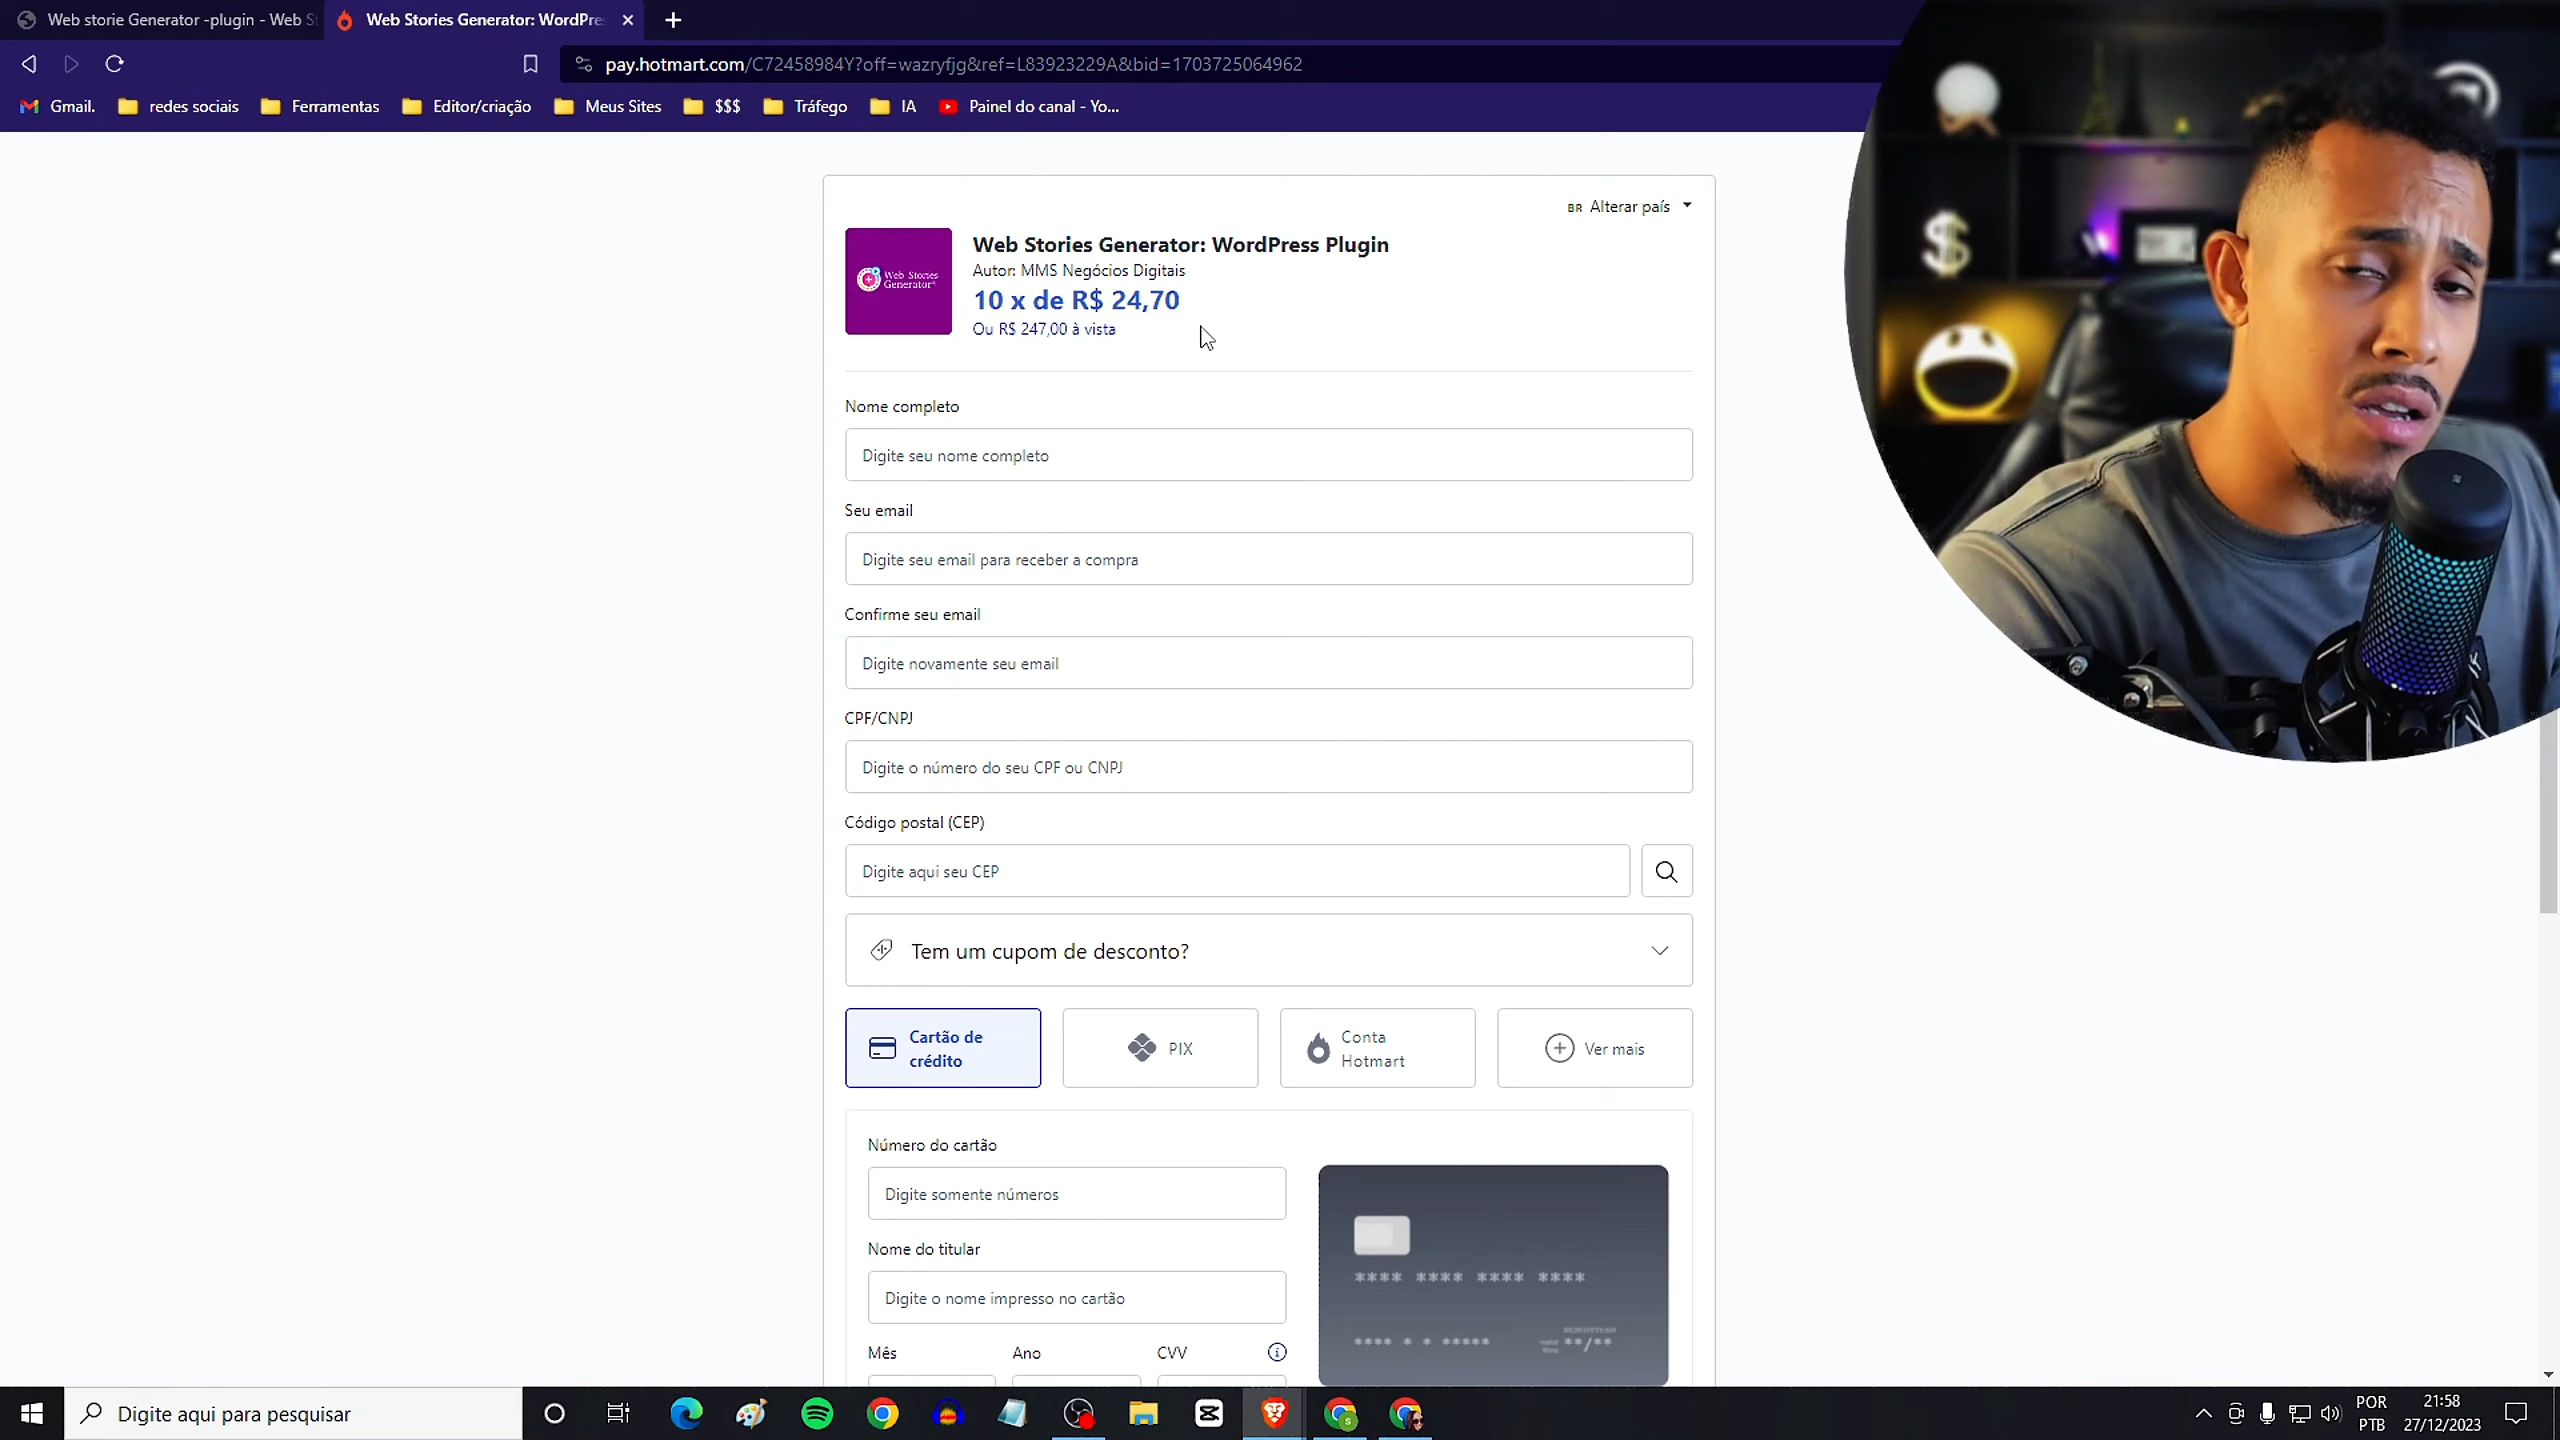 Web storie Generator -plugin - Web St
Web Stories Generator: WordPre
pay.hotmart.com/C72458984Y?off=wazryfjg&ref=L83923229A&bid=1703725064962
Gmail.
redes sociais
Ferramentas
Editor/criação
Meus Sites
$$$
Tráfego
IA
Painel do canal - Yo...
BR Alterar país
Web Stories Generator
Web Stories Generator: WordPress Plugin
Autor: MMS Negócios Digitais
10 x de R$ 24,70
Ou R$ 247,00 à vista
Nome completo
Digite seu nome completo
Seu email
Digite seu email para receber a compra
Confirme seu email
Digite novamente seu email
CPF/CNPJ
Digite o número do seu CPF ou CNPJ
Código postal (CEP)
Digite aqui seu CEP
Tem um cupom de desconto?
Cartão de
crédito
PIX
Conta
Hotmart
Ver mais
Número do cartão
Digite somente números
Nome do titular
Digite o nome impresso no cartão
**** **** **** ****
**** * * *****
**/**
Mês
Ano
CVV
Digite aqui para pesquisar
POR
PTB
21:58
27/12/2023